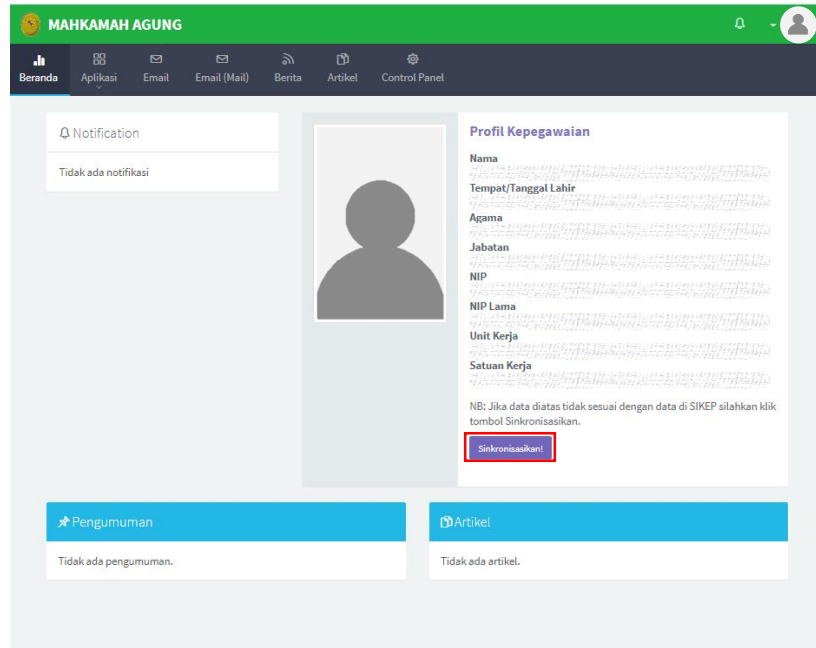 MAHKAMAH AGUNG
Beranda
Aplikasi
Email
Email (Mail)
Berita
Artikel
Control Panel
Notification
Tidak ada notifikasi
Profil Kepegawaian
Nama
Tempat/Tanggal Lahir
Agama
Jabatan
NIP
NIP Lama
Unit Kerja
Satuan Kerja
NB: Jika data diatas tidak sesuai dengan data di SIKEP silahkan klik
tombol Sinkronisasikan.
Sinkronisasikan!
Pengumuman
Tidak ada pengumuman.
Artikel
Tidak ada artikel.